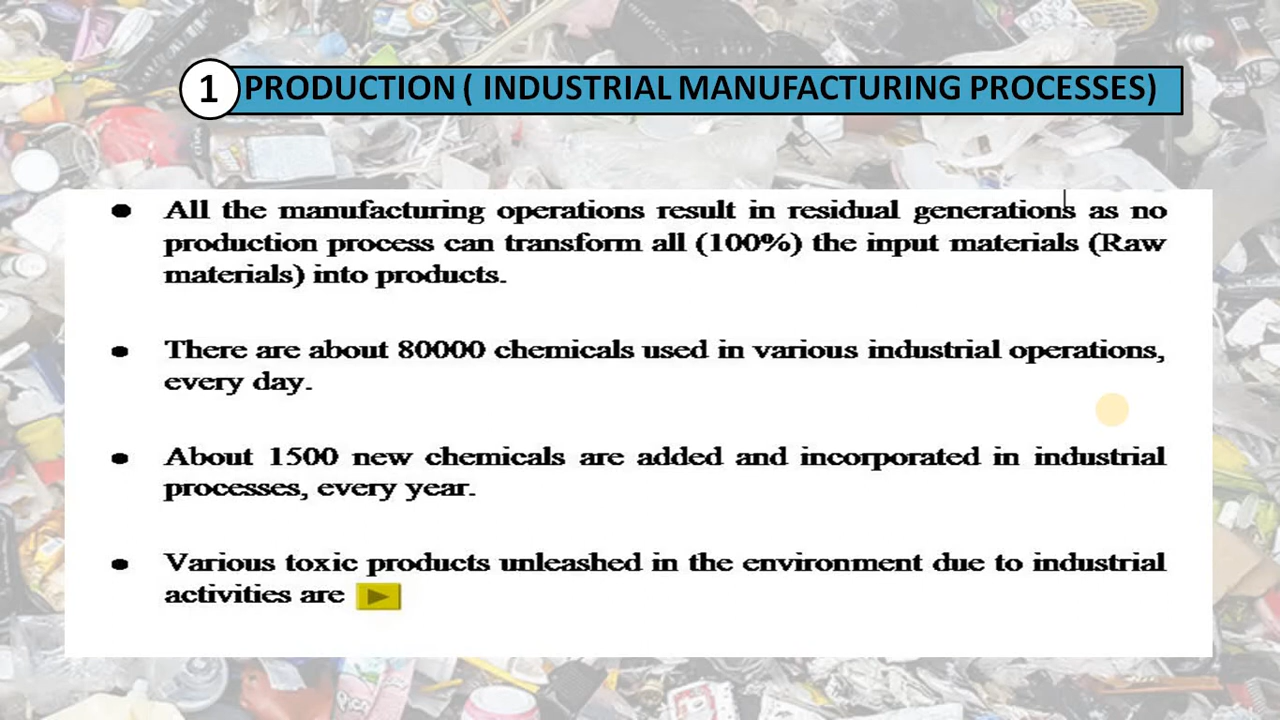 1 PRODUCTION ( INDUSTRIAL MANUFACTURING PROCESSES)
● All the manufacturing operations result in residual generations as no
production process can transform all (100%) the input materials (Raw
materials) into products.
● There are about 80000 chemicals used in various industrial operations,
every day.
● About 1500 new chemicals are added and incorporated in industrial
processes, every year.
● Various toxic products unleashed in the environment due to industrial
activities are